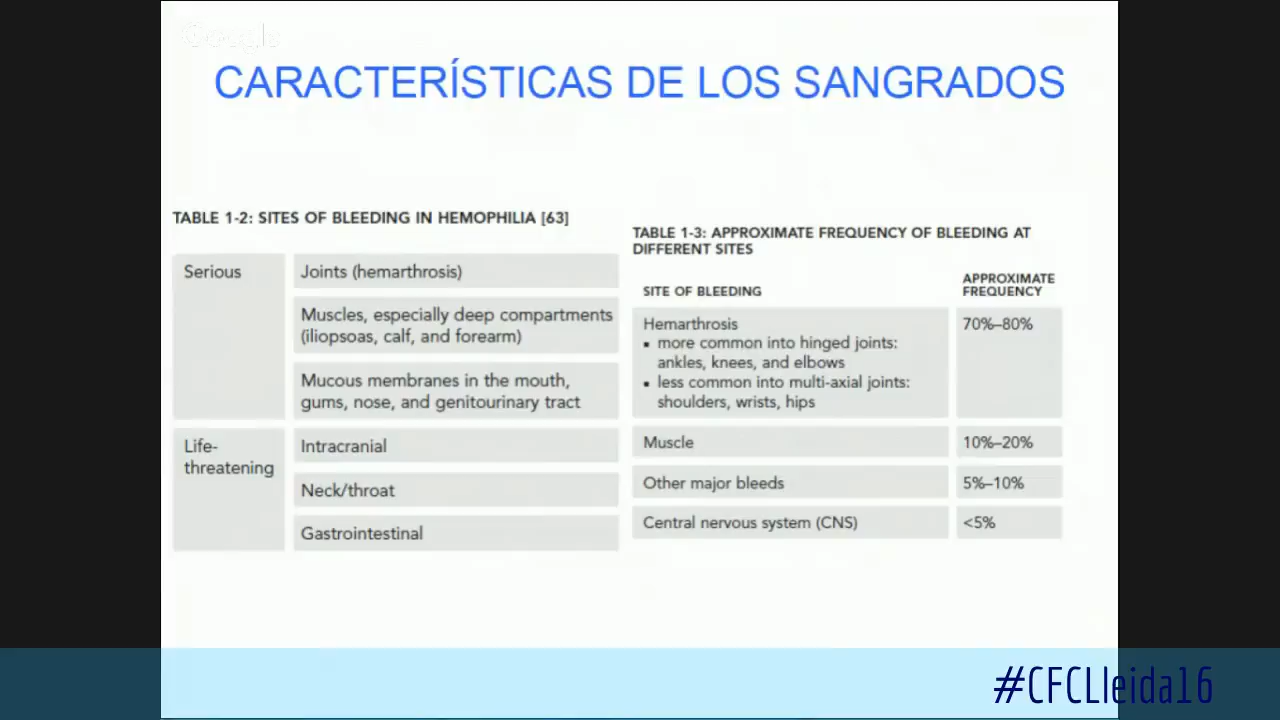 Google
CARACTERÍSTICAS DE LOS SANGRADOS
TABLE 1-2: SITES OF BLEEDING IN HEMOPHILIA [63]
Serious
Joints (hemarthrosis)
Muscles, especially deep compartments
(iliopsoas, calf, and forearm)
Mucous membranes in the mouth,
gums, nose, and genitourinary tract
Life-
threatening
Intracranial
Neck/throat
Gastrointestinal
TABLE 1-3: APPROXIMATE FREQUENCY OF BLEEDING AT
DIFFERENT SITES
SITE OF BLEEDING
APPROXIMATE
FREQUENCY
Hemarthrosis
70%–80%
▪ more common into hinged joints:
ankles, knees, and elbows
▪ less common into multi-axial joints:
shoulders, wrists, hips
Muscle
10%–20%
Other major bleeds
5%–10%
Central nervous system (CNS)
<5%
#CFCLleida16